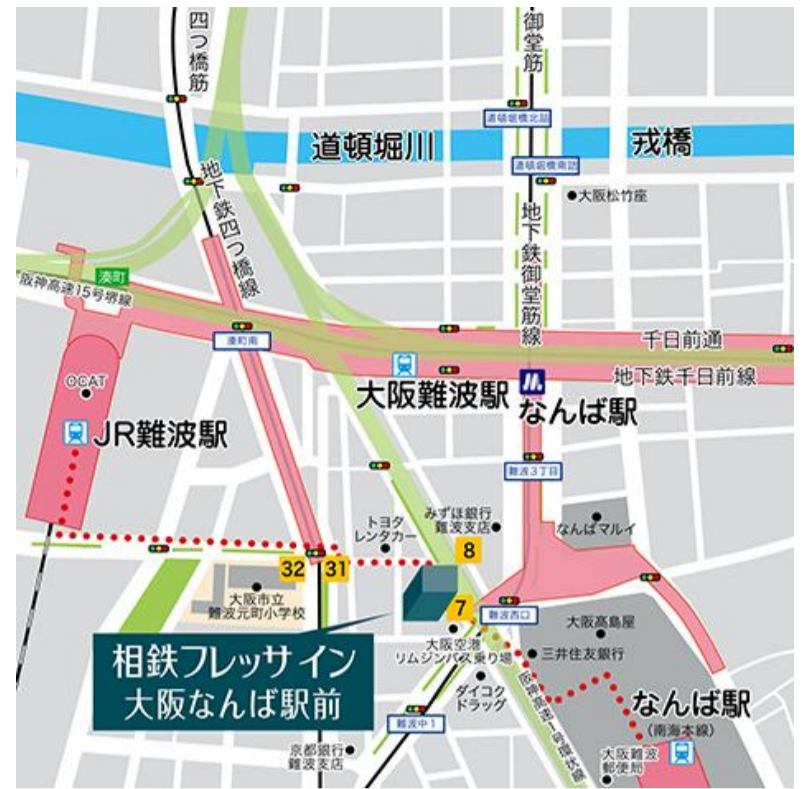 四つ橋筋
御堂筋
道頓堀橋北詰
道頓堀川
戎橋
道頓堀橋南詰
大阪松竹座
地下鉄四つ橋線
地下鉄御堂筋線
湊町
阪神高速15号堺線
湊町南
千日前通
地下鉄千日前線
大阪難波駅
なんば駅
OCAT
JR難波駅
難波3丁目
トヨタ
レンタカー
みずほ銀行
難波支店
なんばマルイ
8
32
31
7
大阪市立
難波元町小学校
難波西口
大阪髙島屋
大阪空港
リムジンバス乗り場
三井住友銀行
相鉄フレッサイン
大阪なんば駅前
ダイコク
ドラッグ
阪神高速1号環状線
なんば駅
(南海本線)
難波中1
京都銀行
難波支店
大阪難波
郵便局